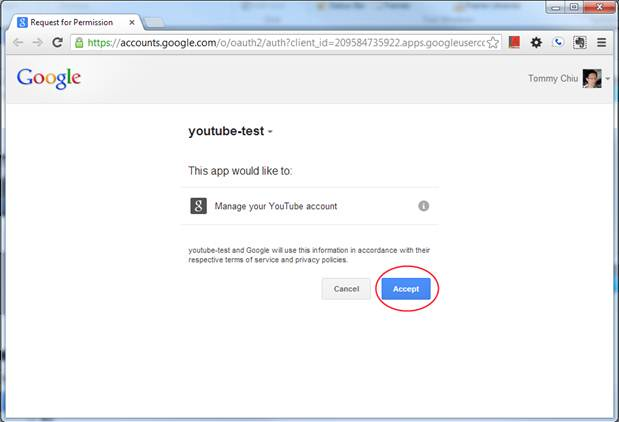 Request for Permission
https://accounts.google.com/o/oauth2/auth?client_id=209584735922.apps.googleuserco
Google
Tommy Chiu
youtube-test
This app would like to:
Manage your YouTube account
youtube-test and Google will use this information in accordance with their
respective terms of service and privacy policies.
Cancel
Accept